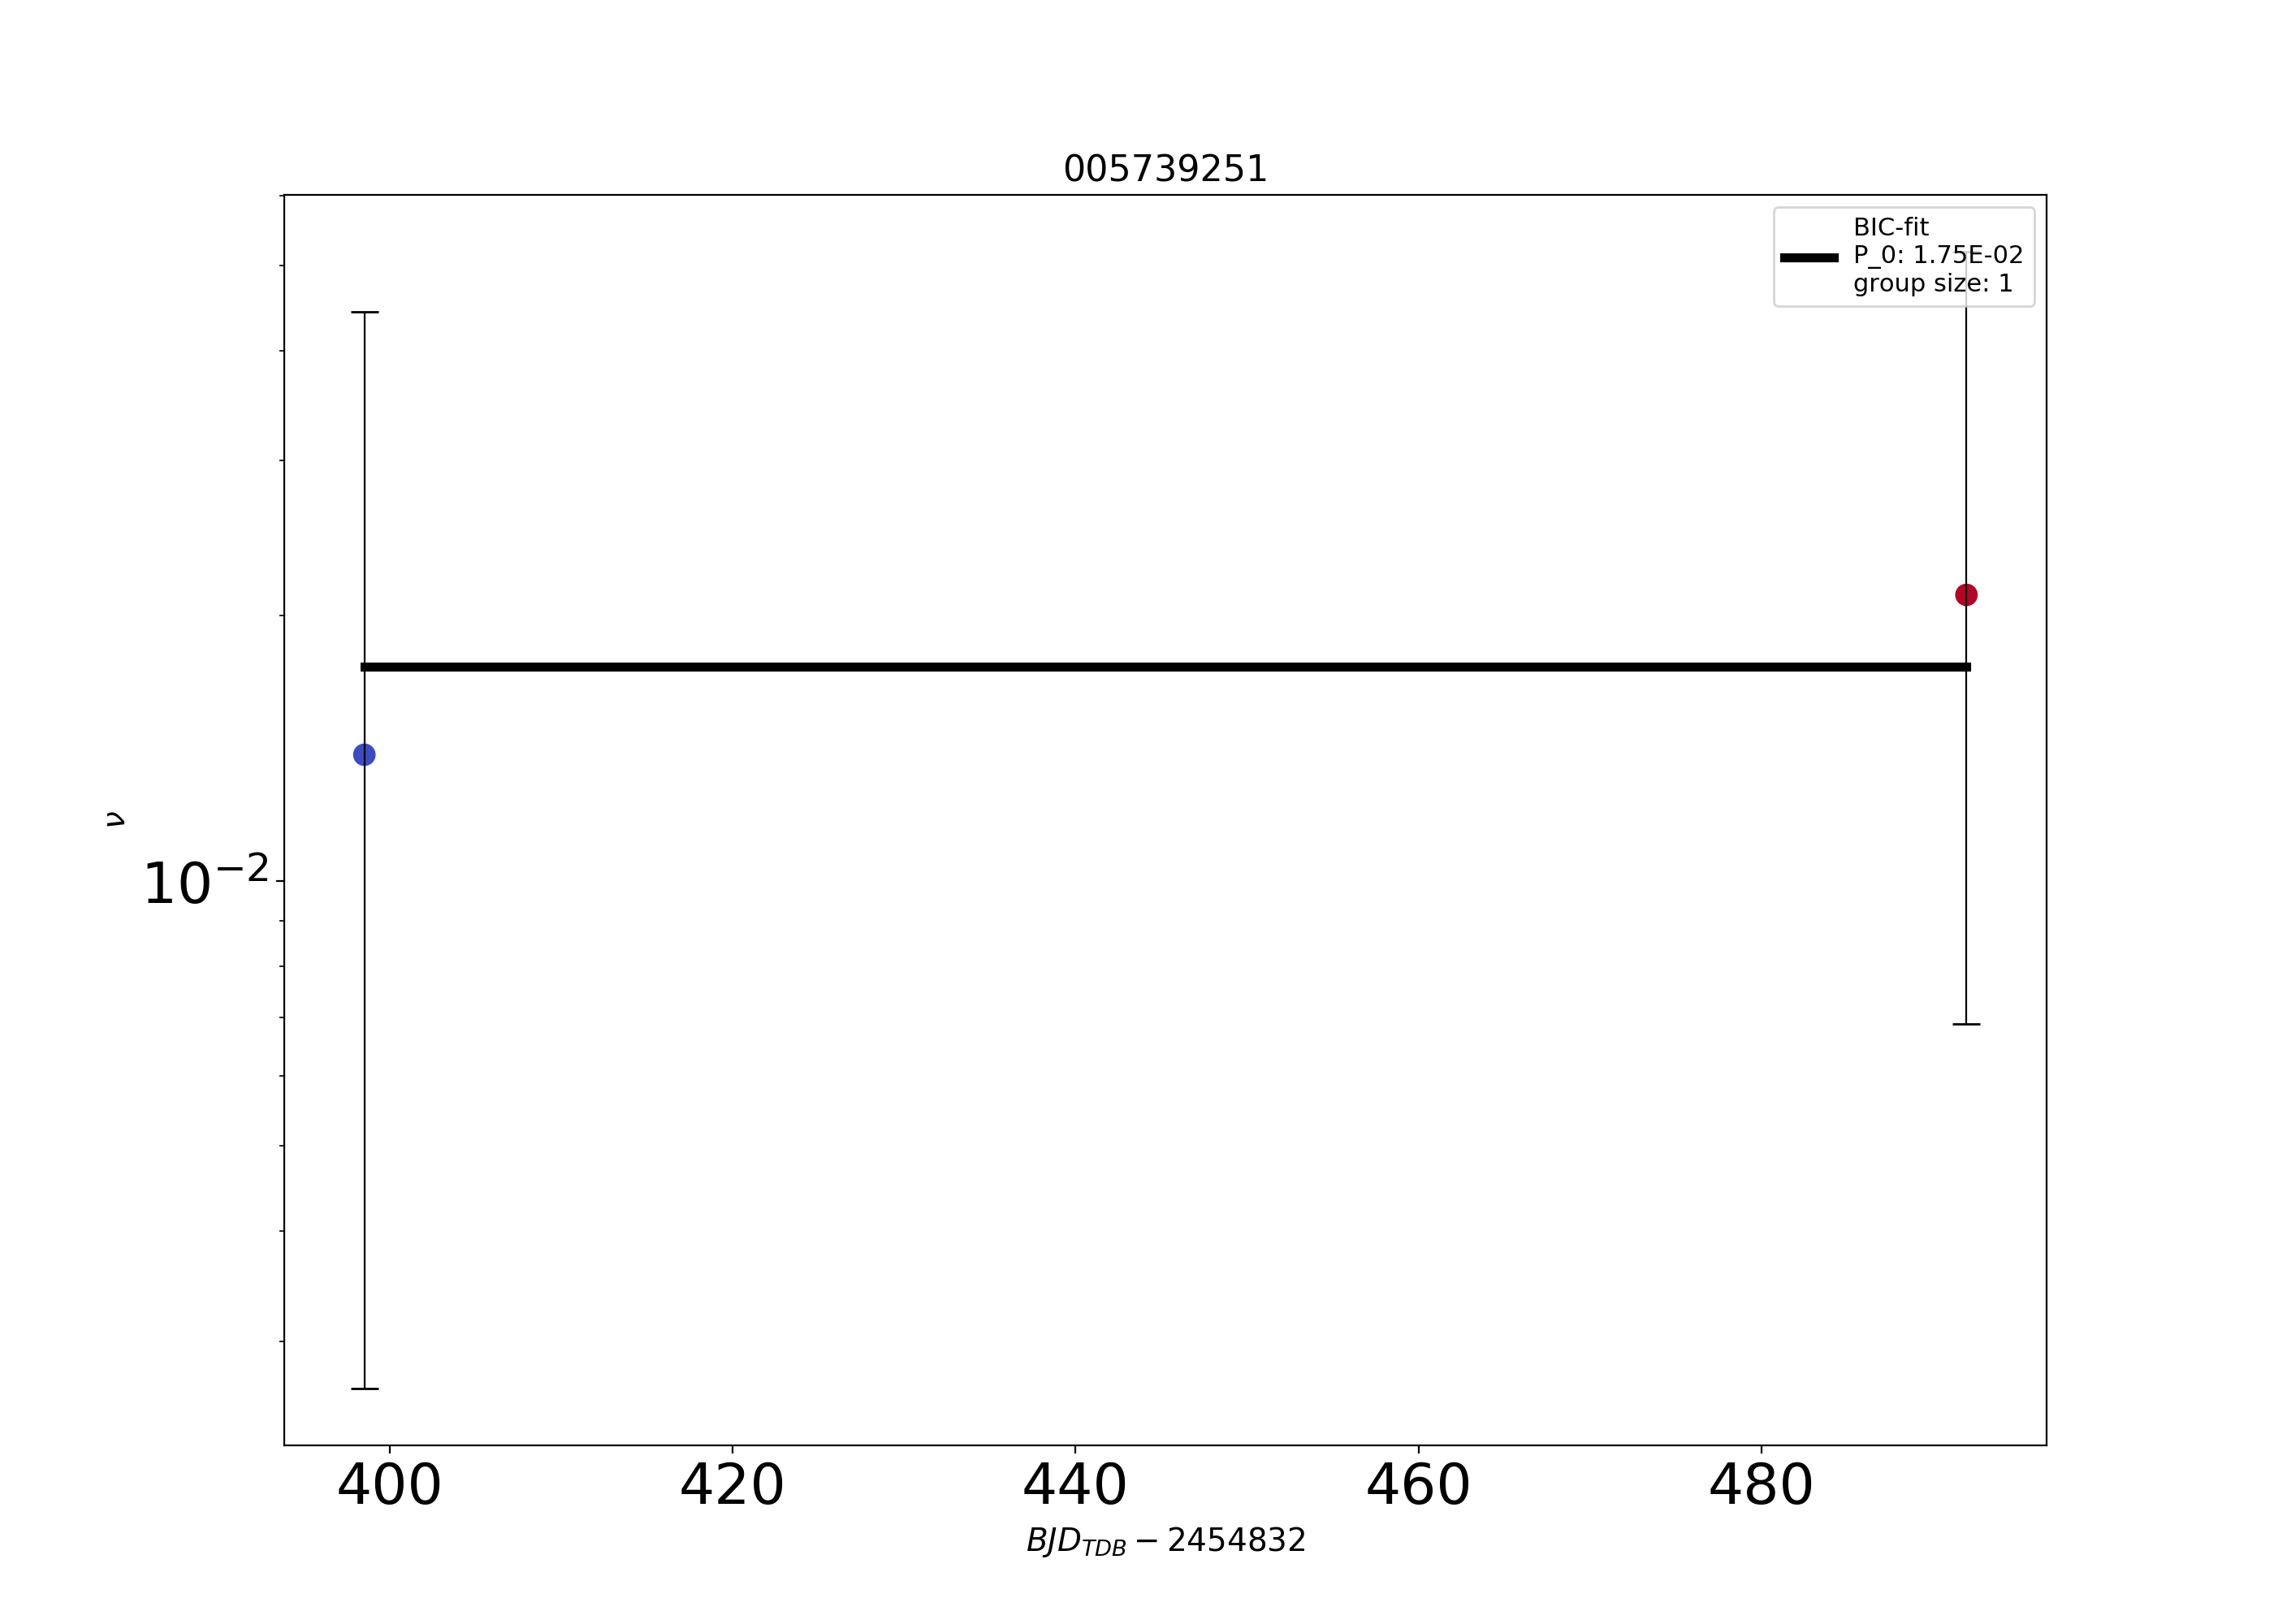 005739251
BIC-fit
P_0: 1.75E-02
group size: 1
ν
10⁻²
400 420 440 460 480
BJD_TDB − 2454832